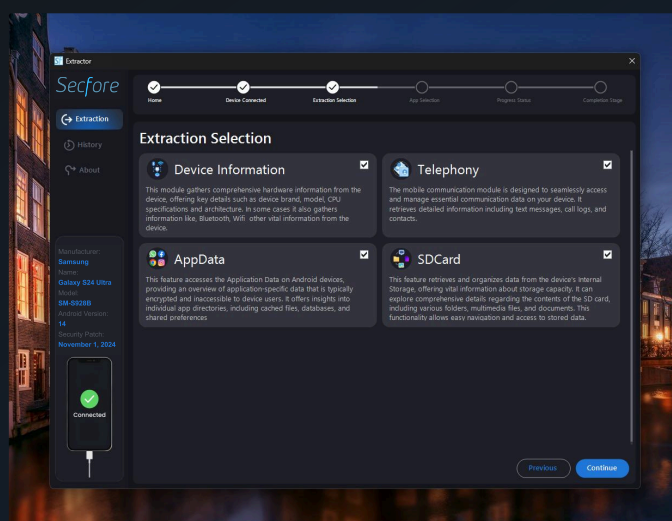 Extractor
Secfore
Home
Device Connected
Extraction Selection
App Selection
Progress Status
Completion Stage
Extraction
History
About
Extraction Selection
Device Information
This module gathers comprehensive hardware information from the
device, offering key details such as device brand, model, CPU
specifications and architecture. In some cases it also gathers
information like, Bluetooth, Wifi other vital information from the
device.
Telephony
The mobile communication module is designed to seamlessly access
and manage essential communication data on your device. It
retrieves detailed information including text messages, call logs, and
contacts.
AppData
This feature accesses the Application Data on Android devices,
providing an overview of application-specific data that is typically
encrypted and inaccessible to device users. It offers insights into
individual app directories, including cached files, databases, and
shared preferences
SDCard
This feature retrieves and organizes data from the device's Internal
Storage, offering vital information about storage capacity. It can
explore comprehensive details regarding the contents of the SD card,
including various folders, multimedia files, and documents. This
functionality allows easy navigation and access to stored data.
Manufacturer:
Samsung
Name:
Galaxy S24 Ultra
Model:
SM-S928B
Android Version:
14
Security Patch:
November 1, 2024
Connected
Previous
Continue